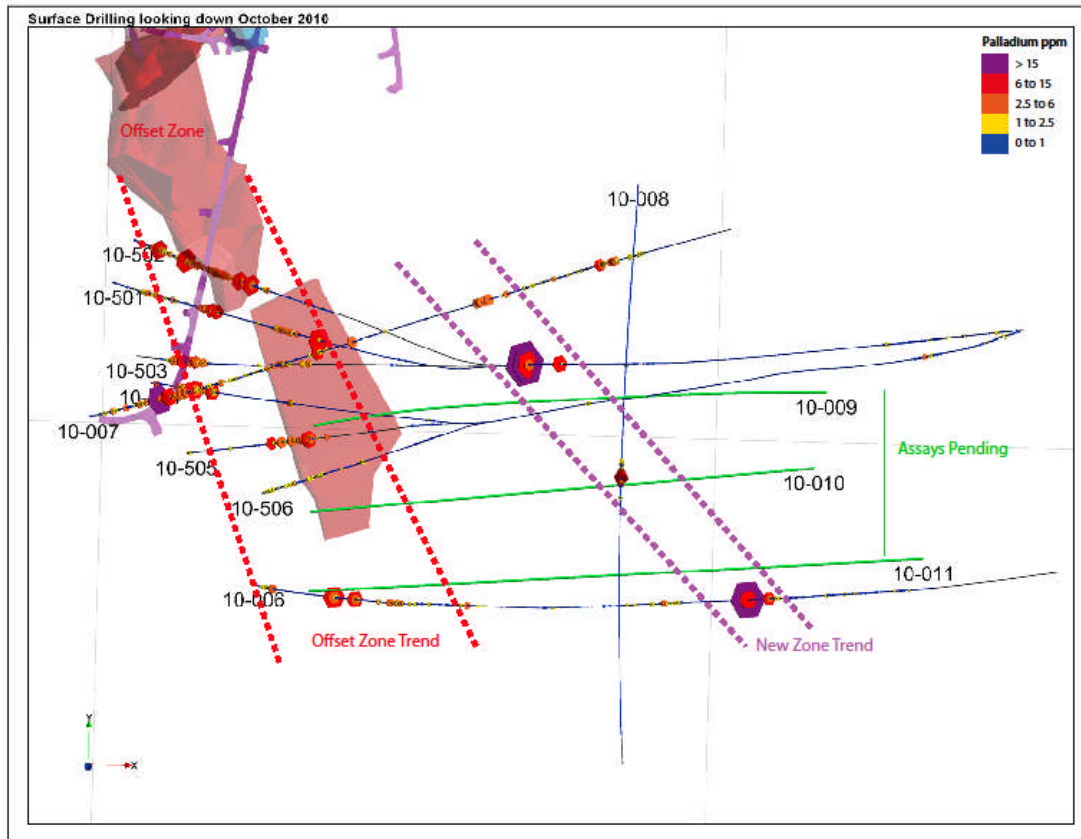 Surface Drilling looking down October 2010
Palladium ppm
> 15
6 to 15
2.5 to 6
1 to 2.5
0 to 1
Offset Zone
10-008
10-502
10-501
10-503
10-007
10-009
10-505
Assays Pending
10-010
10-506
10-011
10-006
Offset Zone Trend
New Zone Trend
Y
X